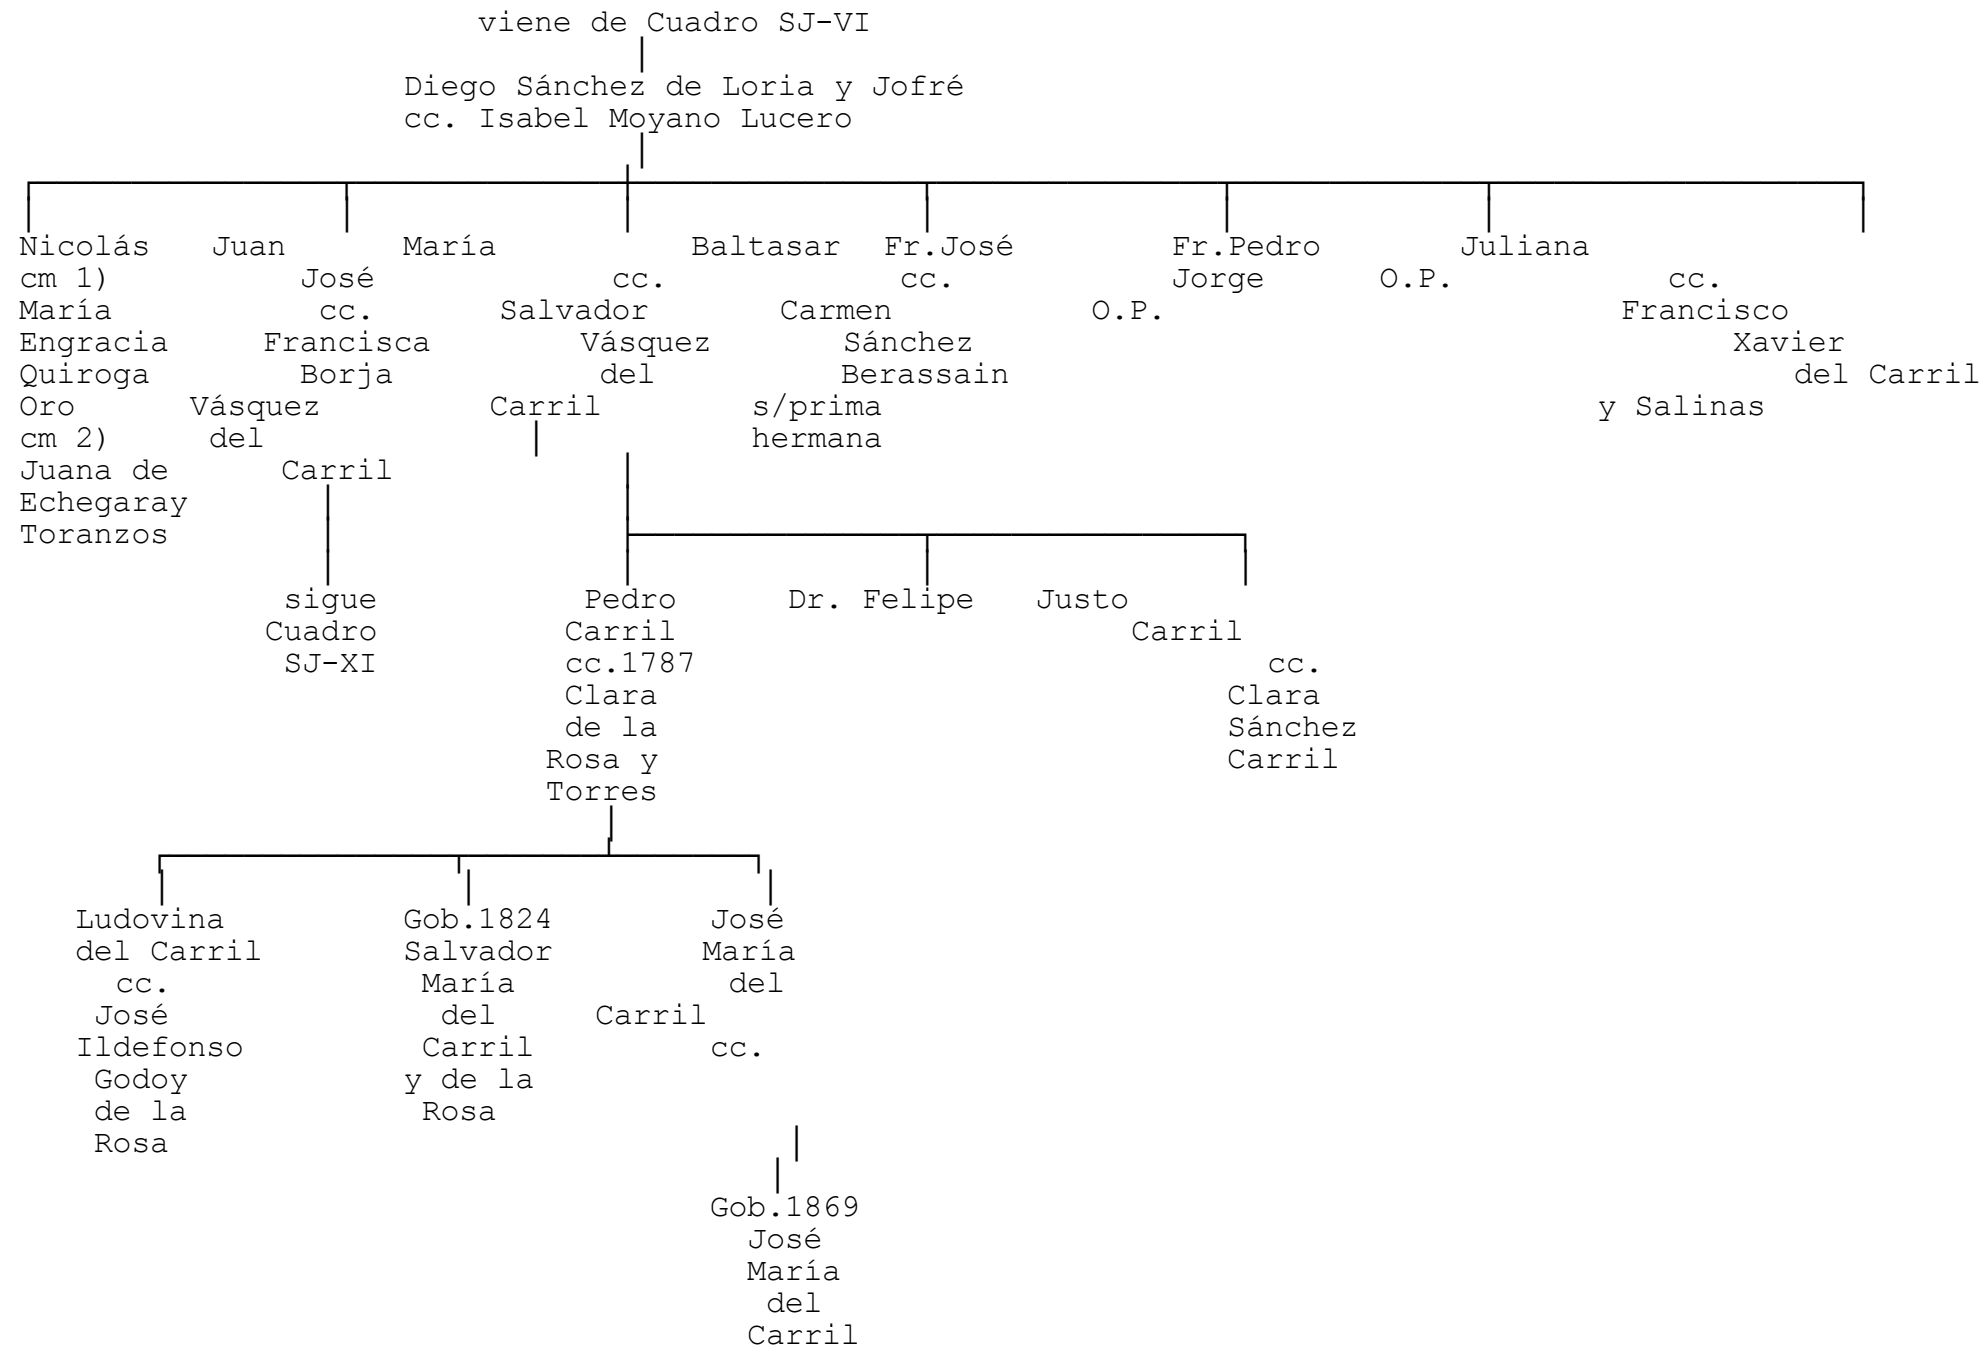 viene de Cuadro SJ-VI
Diego Sánchez de Loria y Jofré
cc. Isabel Moyano Lucero
Nicolás Juan María Baltasar Fr.José Fr.Pedro Juliana
cm 1) José cc. cc. Jorge O.P. cc.
María cc. Salvador Carmen O.P. Francisco
Engracia Francisca Vásquez Sánchez Xavier
Quiroga Borja del Berassain del Carril
Oro Vásquez Carril s/prima y Salinas
cm 2) del hermana
Juana de Carril
Echegaray
Toranzos
sigue Pedro Dr. Felipe Justo
Cuadro Carril Carril
SJ-XI cc.1787 cc.
Clara Clara
de la Sánchez
Rosa y Carril
Torres
Ludovina Gob.1824 José
del Carril Salvador María
cc. María del
José del Carril
Ildefonso Carril cc.
Godoy y de la
de la Rosa
Rosa
Gob.1869
José
María
del
Carril